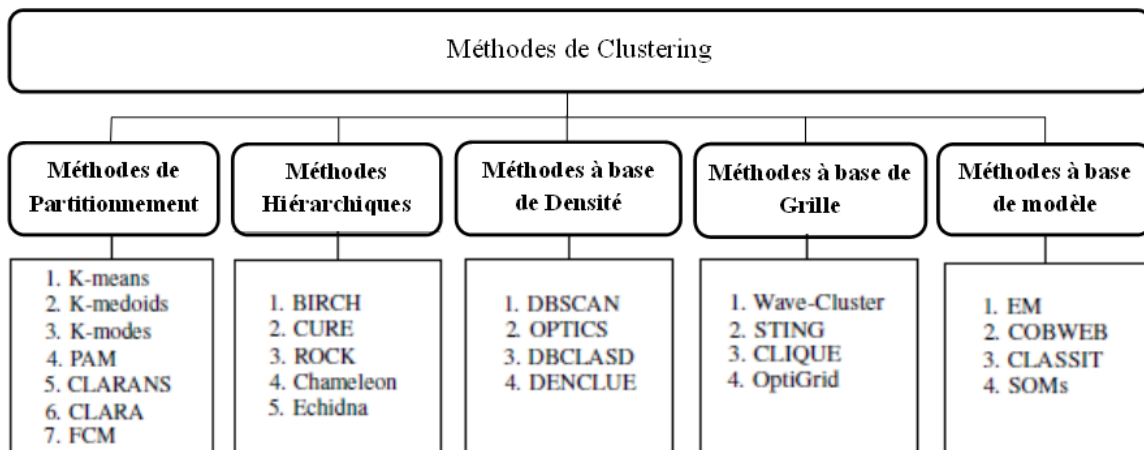 Méthodes de Clustering
Méthodes de
Partitionnement
Méthodes
Hiérarchiques
Méthodes à base
de Densité
Méthodes à base de
Grille
Méthodes à base
de modèle
1. K-means
2. K-medoids
3. K-modes
4. PAM
5. CLARANS
6. CLARA
7. FCM
1. BIRCH
2. CURE
3. ROCK
4. Chameleon
5. Echidna
1. DBSCAN
2. OPTICS
3. DBCLASD
4. DENCLUE
1. Wave-Cluster
2. STING
3. CLIQUE
4. OptiGrid
1. EM
2. COBWEB
3. CLASSIT
4. SOMs